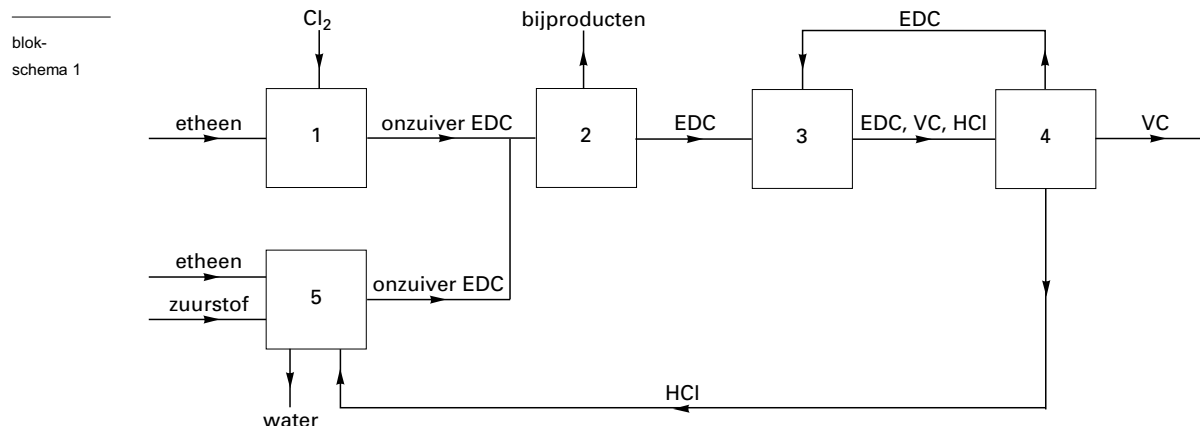 blok-
schema 1
Cl₂
bijproducten
EDC
etheen
1
onzuiver EDC
2
EDC
3
EDC, VC, HCl
4
VC
etheen
zuurstof
5
onzuiver EDC
HCl
water